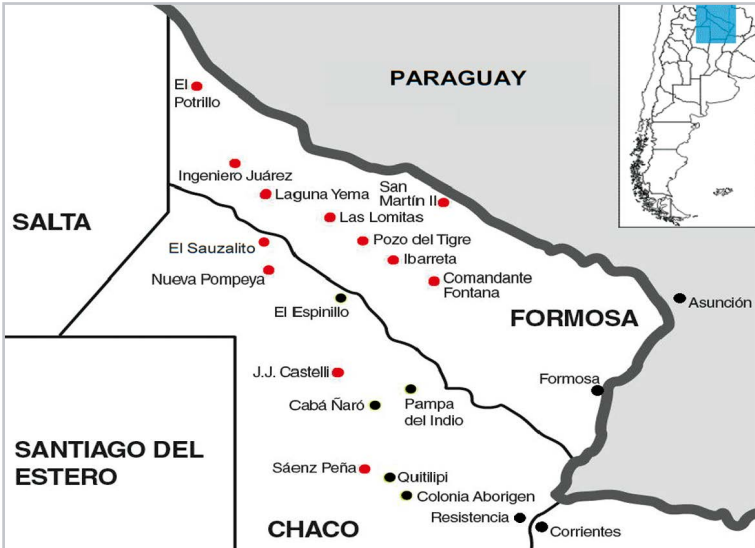 PARAGUAY
El
Potrillo
Ingeniero Juárez
Laguna Yema
San
Martín II
Las Lomitas
SALTA
Pozo del Tigre
El Sauzalito
Ibarreta
Nueva Pompeya
Comandante
Fontana
El Espinillo
Asunción
FORMOSA
J.J. Castelli
Formosa
Cabá Ñaró
Pampa
del Indio
SANTIAGO DEL
ESTERO
Sáenz Peña
Quitilipi
Colonia Aborigen
Resistencia
CHACO
Corrientes